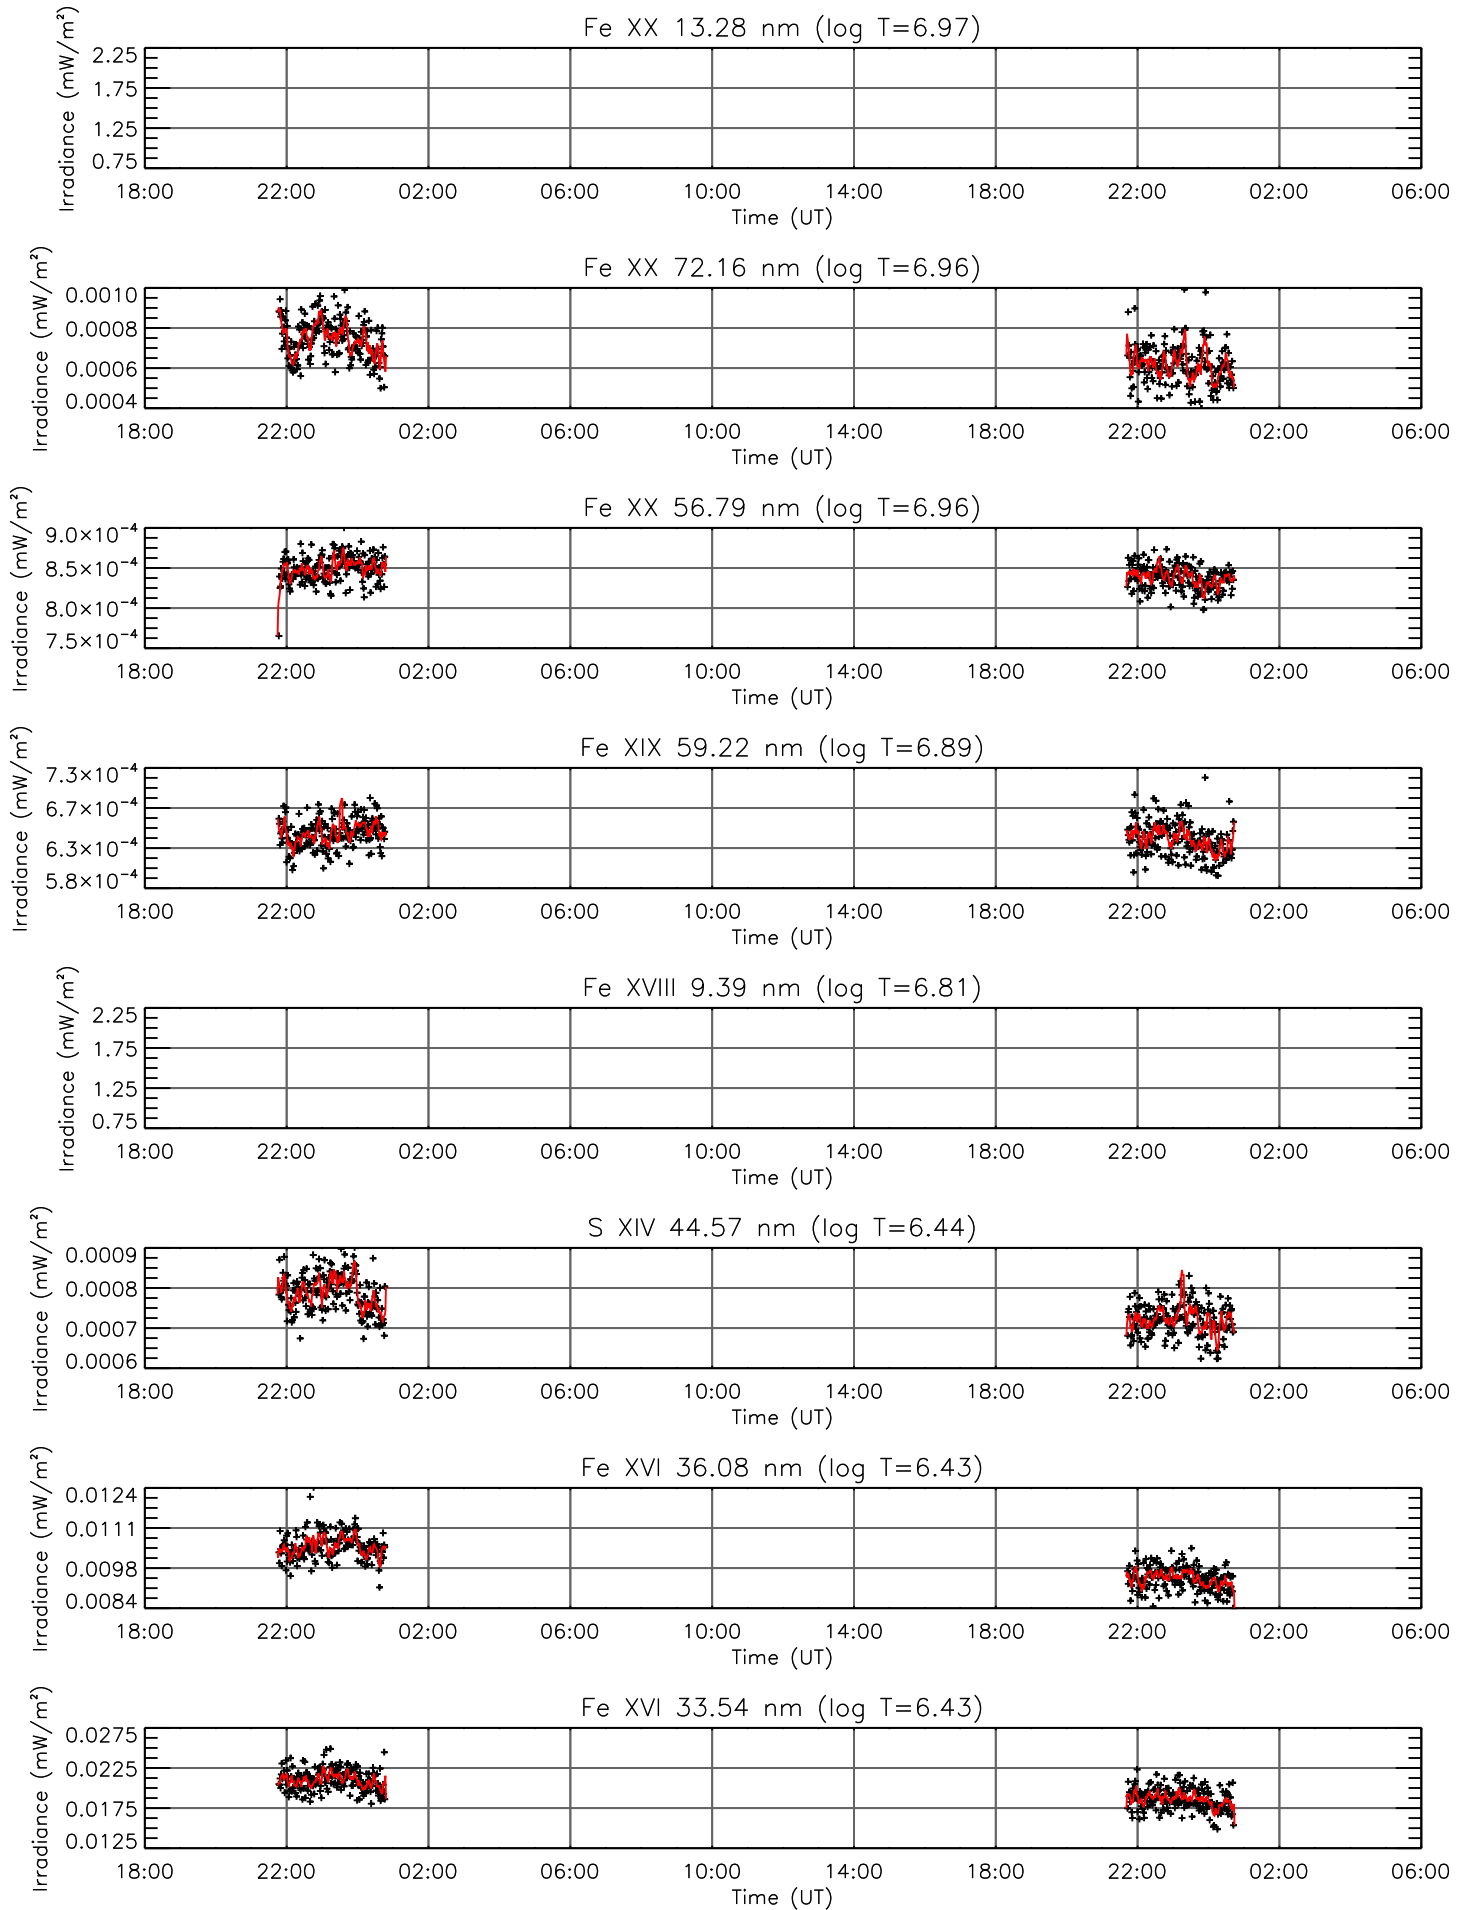 Fe XX 13.28 nm (log T=6.97)
Irradiance (mW/m²)
2.25
1.75
1.25
0.75
18:00 22:00 02:00 06:00 10:00 14:00 18:00 22:00 02:00 06:00
Time (UT)
Fe XX 72.16 nm (log T=6.96)
Irradiance (mW/m²)
0.0010
0.0008
0.0006
0.0004
18:00 22:00 02:00 06:00 10:00 14:00 18:00 22:00 02:00 06:00
Time (UT)
Fe XX 56.79 nm (log T=6.96)
Irradiance (mW/m²)
9.0×10⁻⁴
8.5×10⁻⁴
8.0×10⁻⁴
7.5×10⁻⁴
18:00 22:00 02:00 06:00 10:00 14:00 18:00 22:00 02:00 06:00
Time (UT)
Fe XIX 59.22 nm (log T=6.89)
Irradiance (mW/m²)
7.3×10⁻⁴
6.7×10⁻⁴
6.3×10⁻⁴
5.8×10⁻⁴
18:00 22:00 02:00 06:00 10:00 14:00 18:00 22:00 02:00 06:00
Time (UT)
Fe XVIII 9.39 nm (log T=6.81)
Irradiance (mW/m²)
2.25
1.75
1.25
0.75
18:00 22:00 02:00 06:00 10:00 14:00 18:00 22:00 02:00 06:00
Time (UT)
S XIV 44.57 nm (log T=6.44)
Irradiance (mW/m²)
0.0009
0.0008
0.0007
0.0006
18:00 22:00 02:00 06:00 10:00 14:00 18:00 22:00 02:00 06:00
Time (UT)
Fe XVI 36.08 nm (log T=6.43)
Irradiance (mW/m²)
0.0124
0.0111
0.0098
0.0084
18:00 22:00 02:00 06:00 10:00 14:00 18:00 22:00 02:00 06:00
Time (UT)
Fe XVI 33.54 nm (log T=6.43)
Irradiance (mW/m²)
0.0275
0.0225
0.0175
0.0125
18:00 22:00 02:00 06:00 10:00 14:00 18:00 22:00 02:00 06:00
Time (UT)